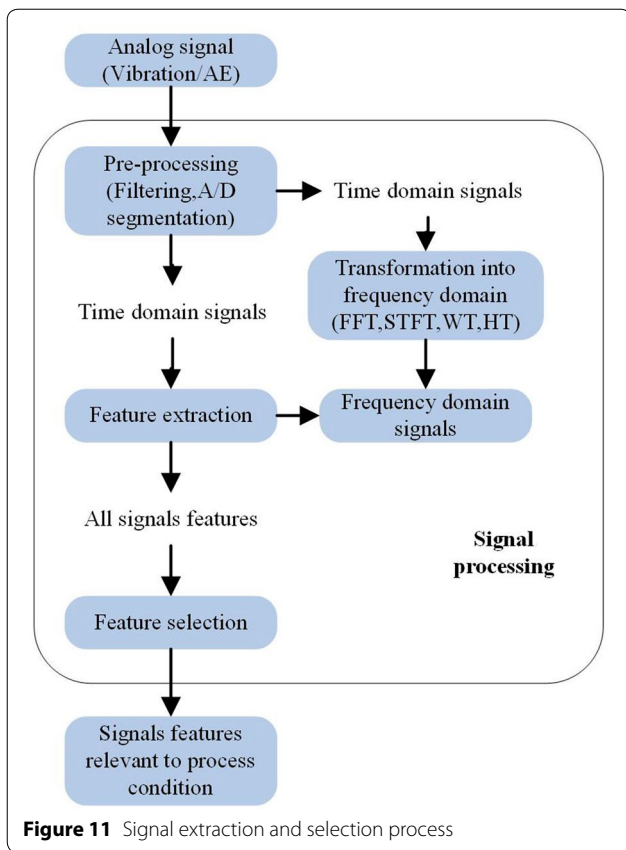 Analog signal
(Vibration/AE)
Pre-processing
(Filtering,A/D
segmentation)
Time domain signals
Transformation into
frequency domain
(FFT,STFT,WT,HT)
Time domain signals
Feature extraction
Frequency domain
signals
All signals features
Signal
processing
Feature selection
Signals features
relevant to process
condition
Figure 11 Signal extraction and selection process